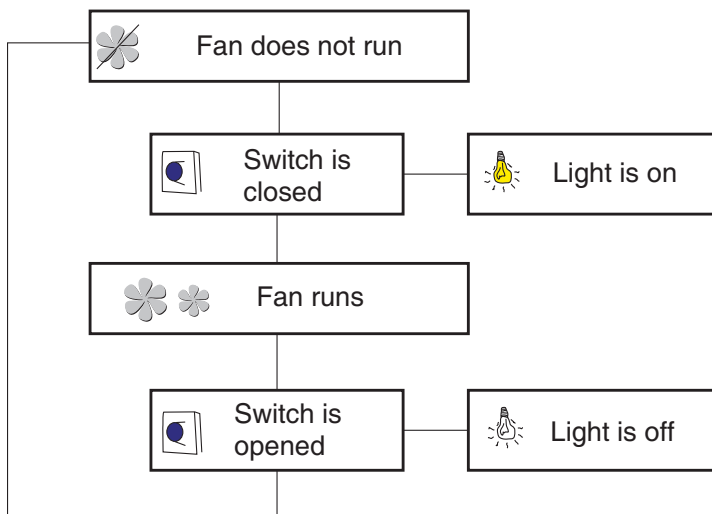 Fan does not run
Switch is
closed
Light is on
Fan runs
Switch is
opened
Light is off